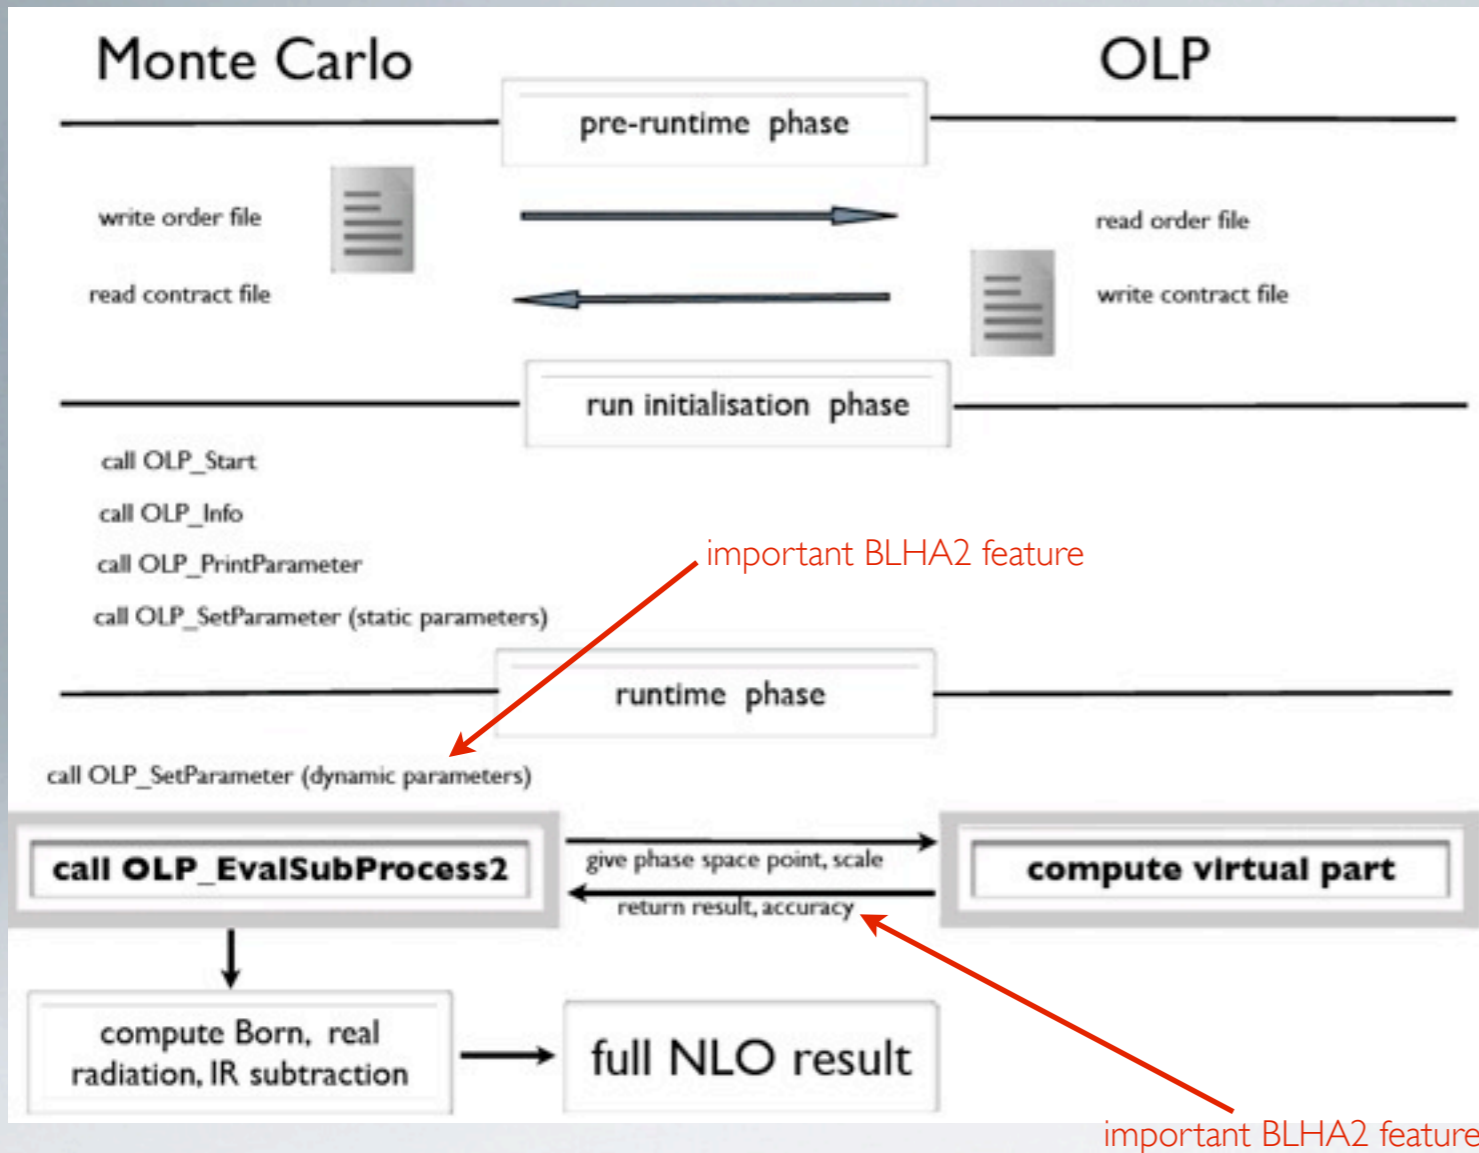 Monte Carlo
OLP
pre-runtime phase
write order file
read order file
read contract file
write contract file
run initialisation phase
call OLP_Start
call OLP_Info
call OLP_PrintParameter
important BLHA2 feature
call OLP_SetParameter (static parameters)
runtime phase
call OLP_SetParameter (dynamic parameters)
call OLP_EvalSubProcess2
give phase space point, scale
return result, accuracy
compute virtual part
compute Born, real
radiation, IR subtraction
full NLO result
important BLHA2 feature